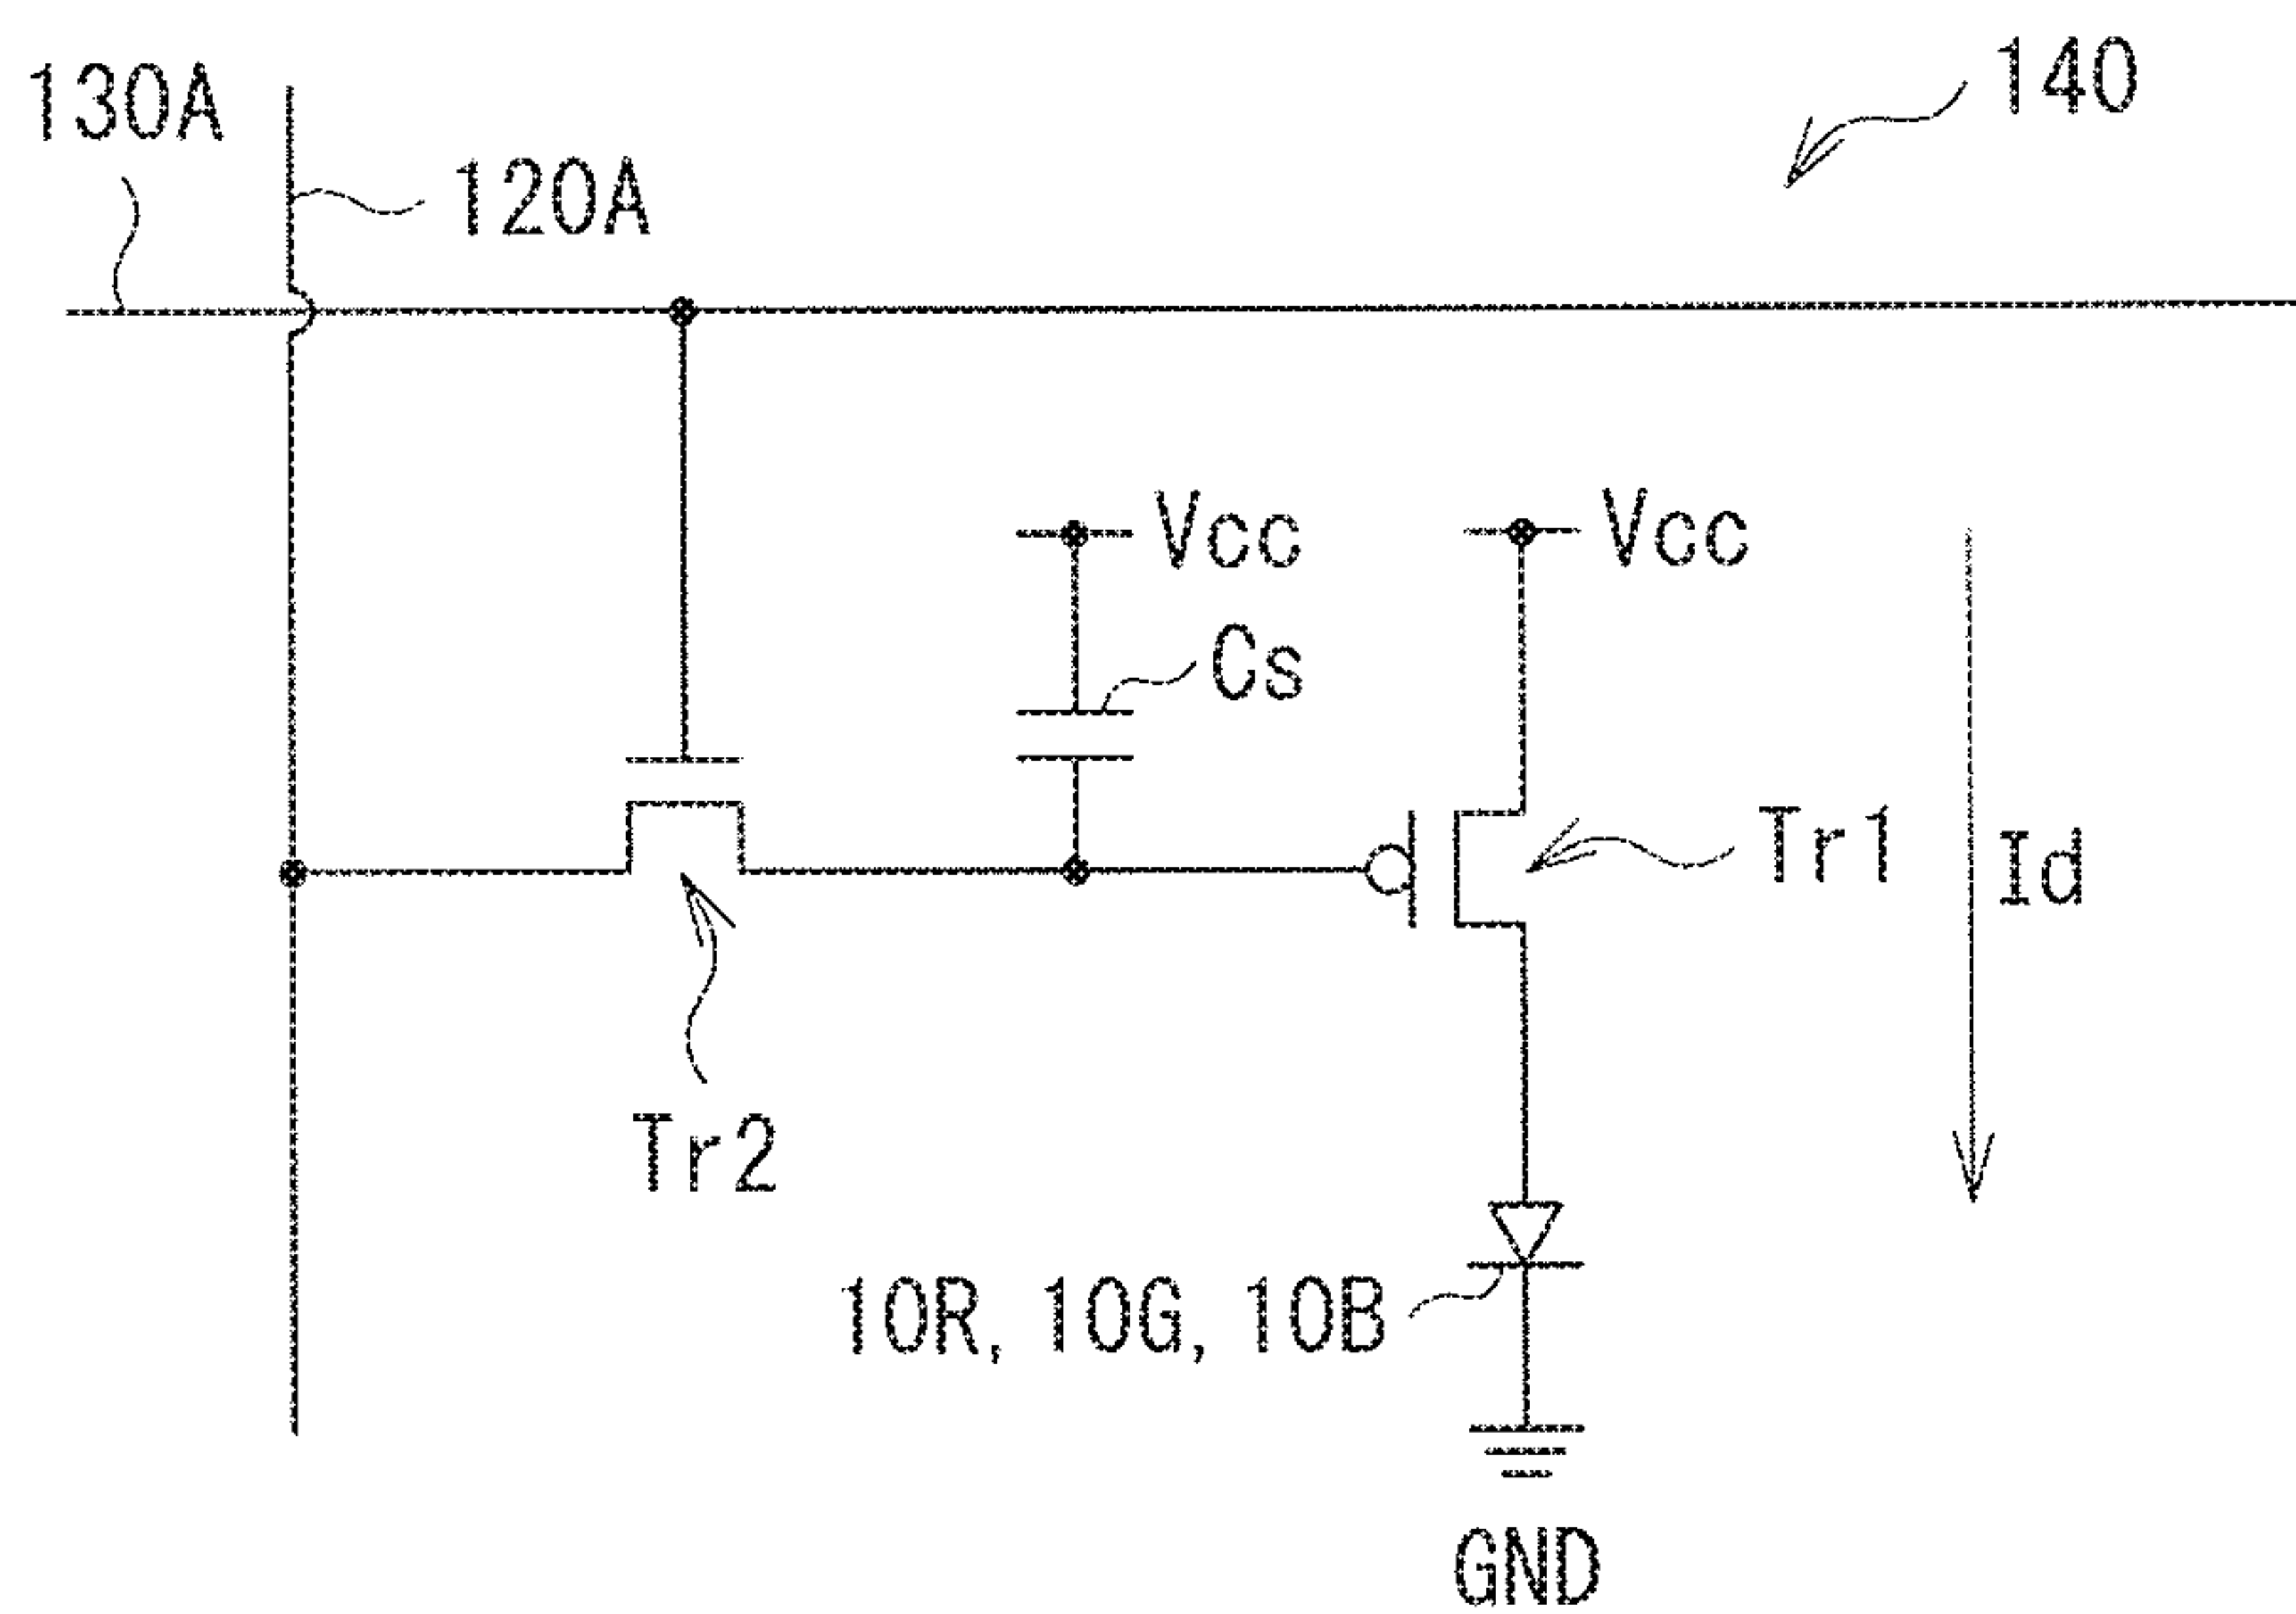 130A
140
120A
Vcc
Vcc
Cs
Tr1
Id
Tr2
10R, 10G, 10B
GND